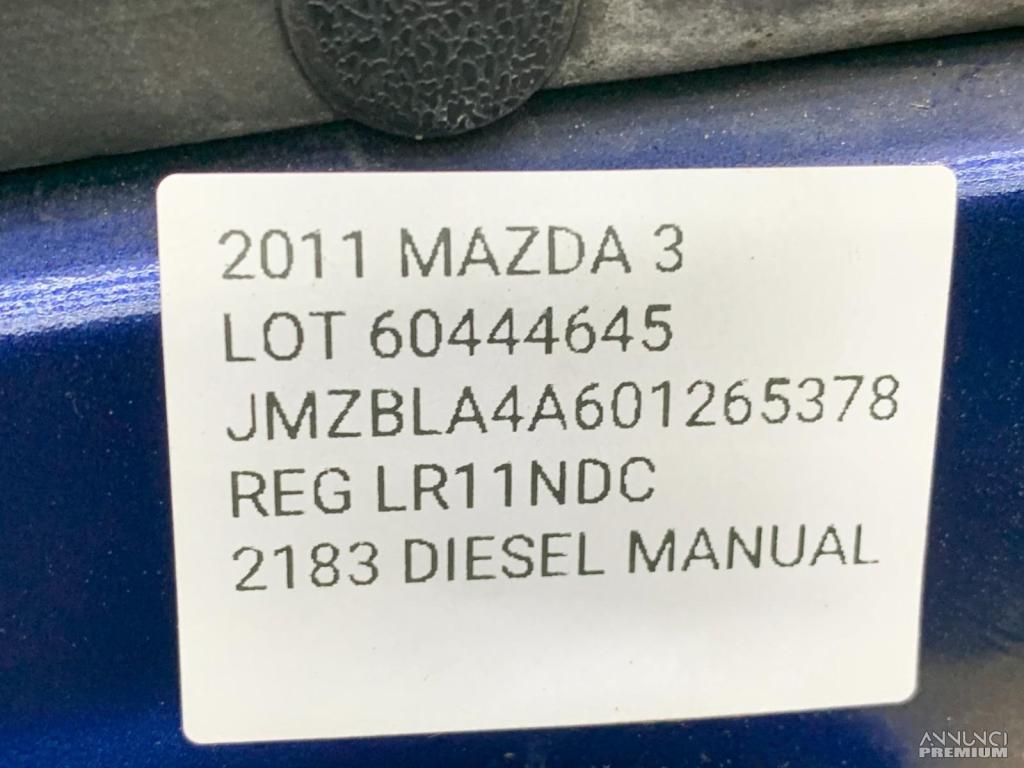 2011 MAZDA 3
LOT 60444645
JMZBLA4A601265378
REG LR11NDC
2183 DIESEL MANUAL
ANNUNCI
PREMIUM